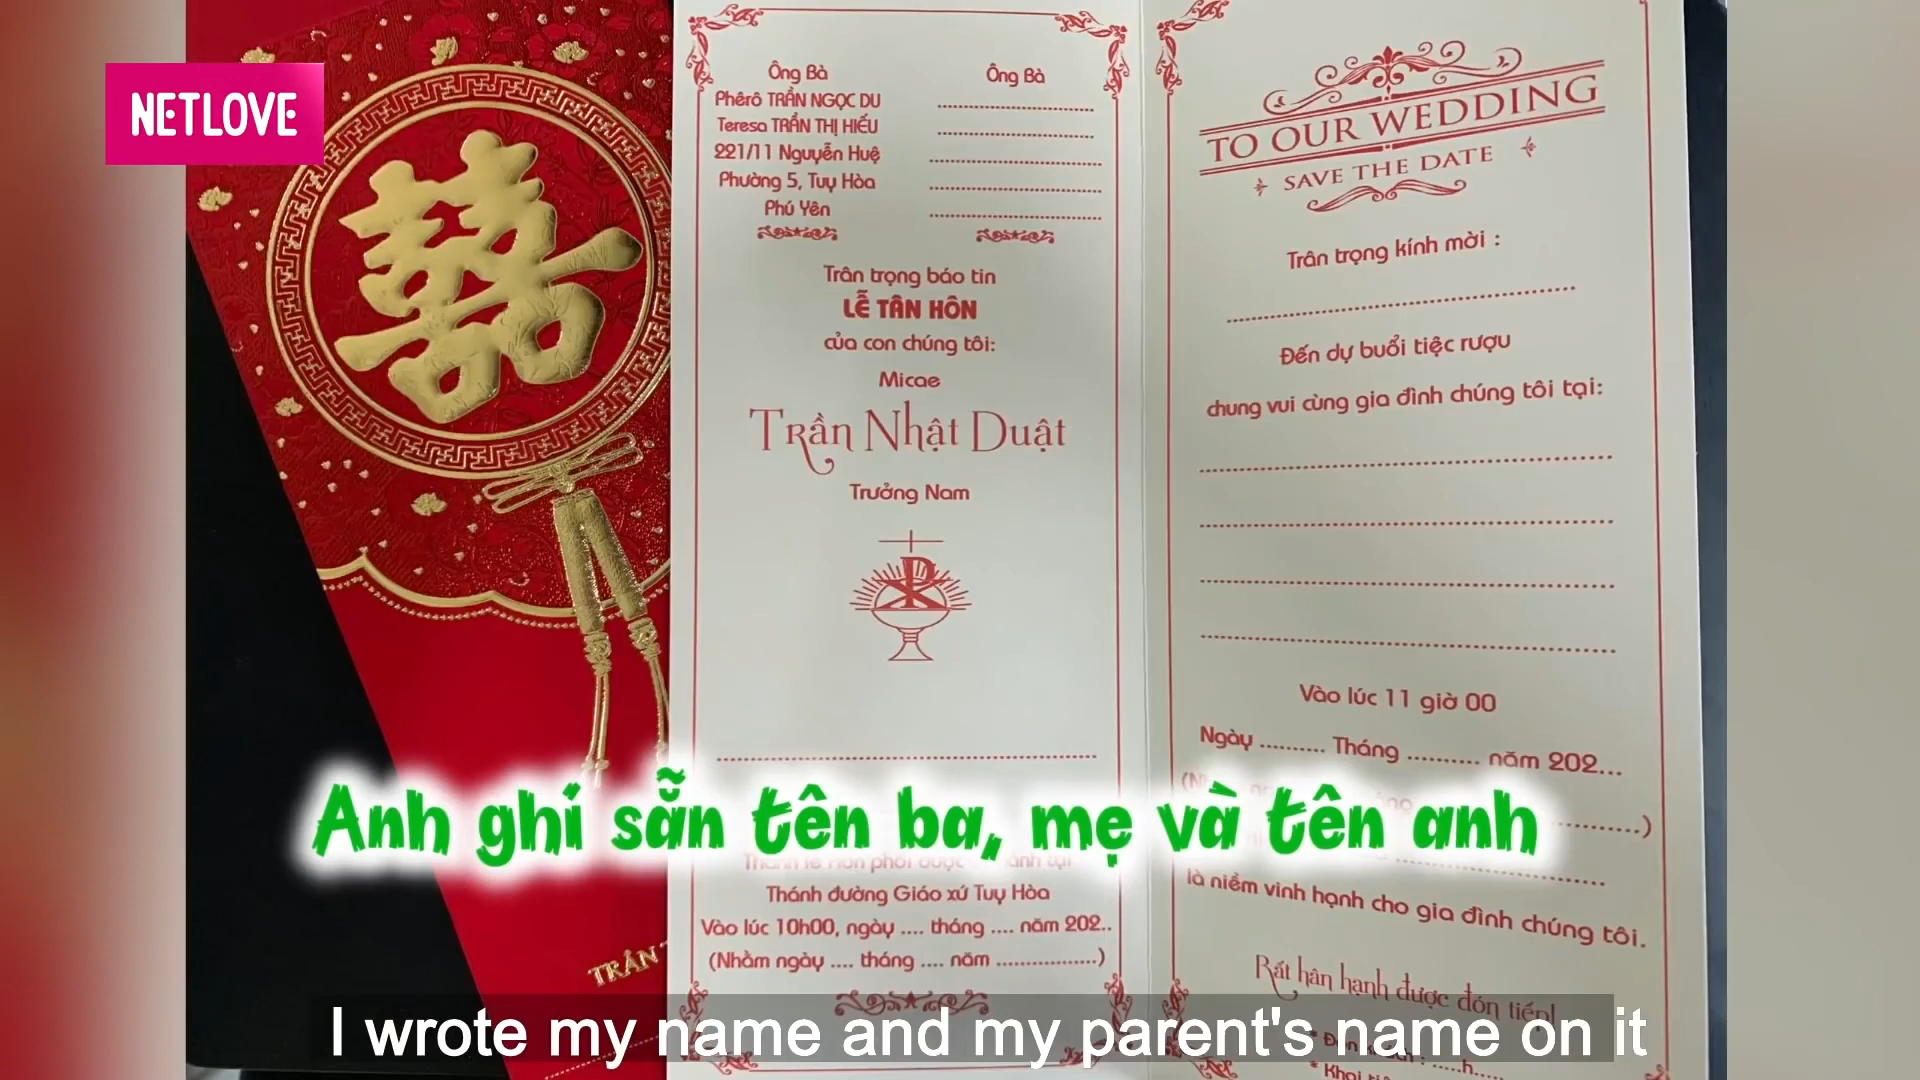 NETLOVE
囍
Ông Bà
Phêrô TRẦN NGỌC DU
Teresa TRẦN THỊ HIẾU
221/11 Nguyễn Huệ
Phường 5, Tuy Hòa
Phú Yên
Ông Bà
Trân trọng báo tin
LỄ TÂN HÔN
của con chúng tôi:
Micae
Trần Nhật Duật
Trưởng Nam
Thánh đường Giáo xứ Tuy Hòa
Vào lúc 10h00, ngày .... tháng .... năm 202..
(Nhằm ngày .... tháng .... năm .................)
TO OUR WEDDING
SAVE THE DATE
Trân trọng kính mời :
Đến dự buổi tiệc rượu
chung vui cùng gia đình chúng tôi tại:
Vào lúc 11 giờ 00
Ngày .......... Tháng ........... năm 202...
là niềm vinh hạnh cho gia đình chúng tôi.
Rất hân hạnh được đón tiếp!
TRẦN
Anh ghi sẵn tên ba, mẹ và tên anh
I wrote my name and my parent's name on it